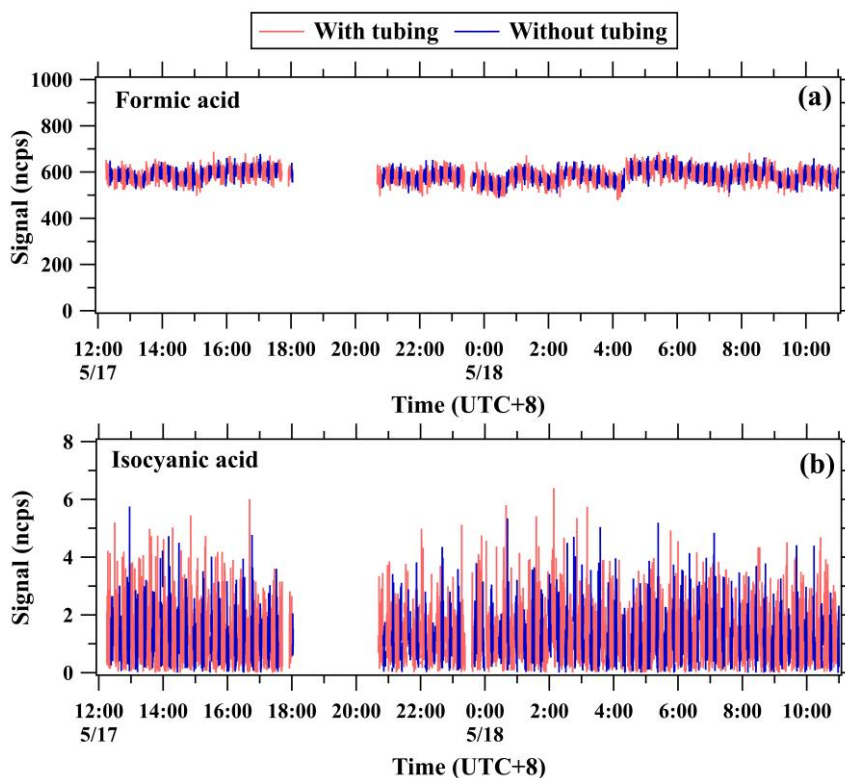 With tubing Without tubing
(a)
Formic acid
Signal (ncps)
1000
800
600
400
200
0
12:00 14:00 16:00 18:00 20:00 22:00 0:00 2:00 4:00 6:00 8:00 10:00
5/17 5/18
Time (UTC+8)
(b)
Isocyanic acid
Signal (ncps)
8
6
4
2
0
12:00 14:00 16:00 18:00 20:00 22:00 0:00 2:00 4:00 6:00 8:00 10:00
5/17 5/18
Time (UTC+8)